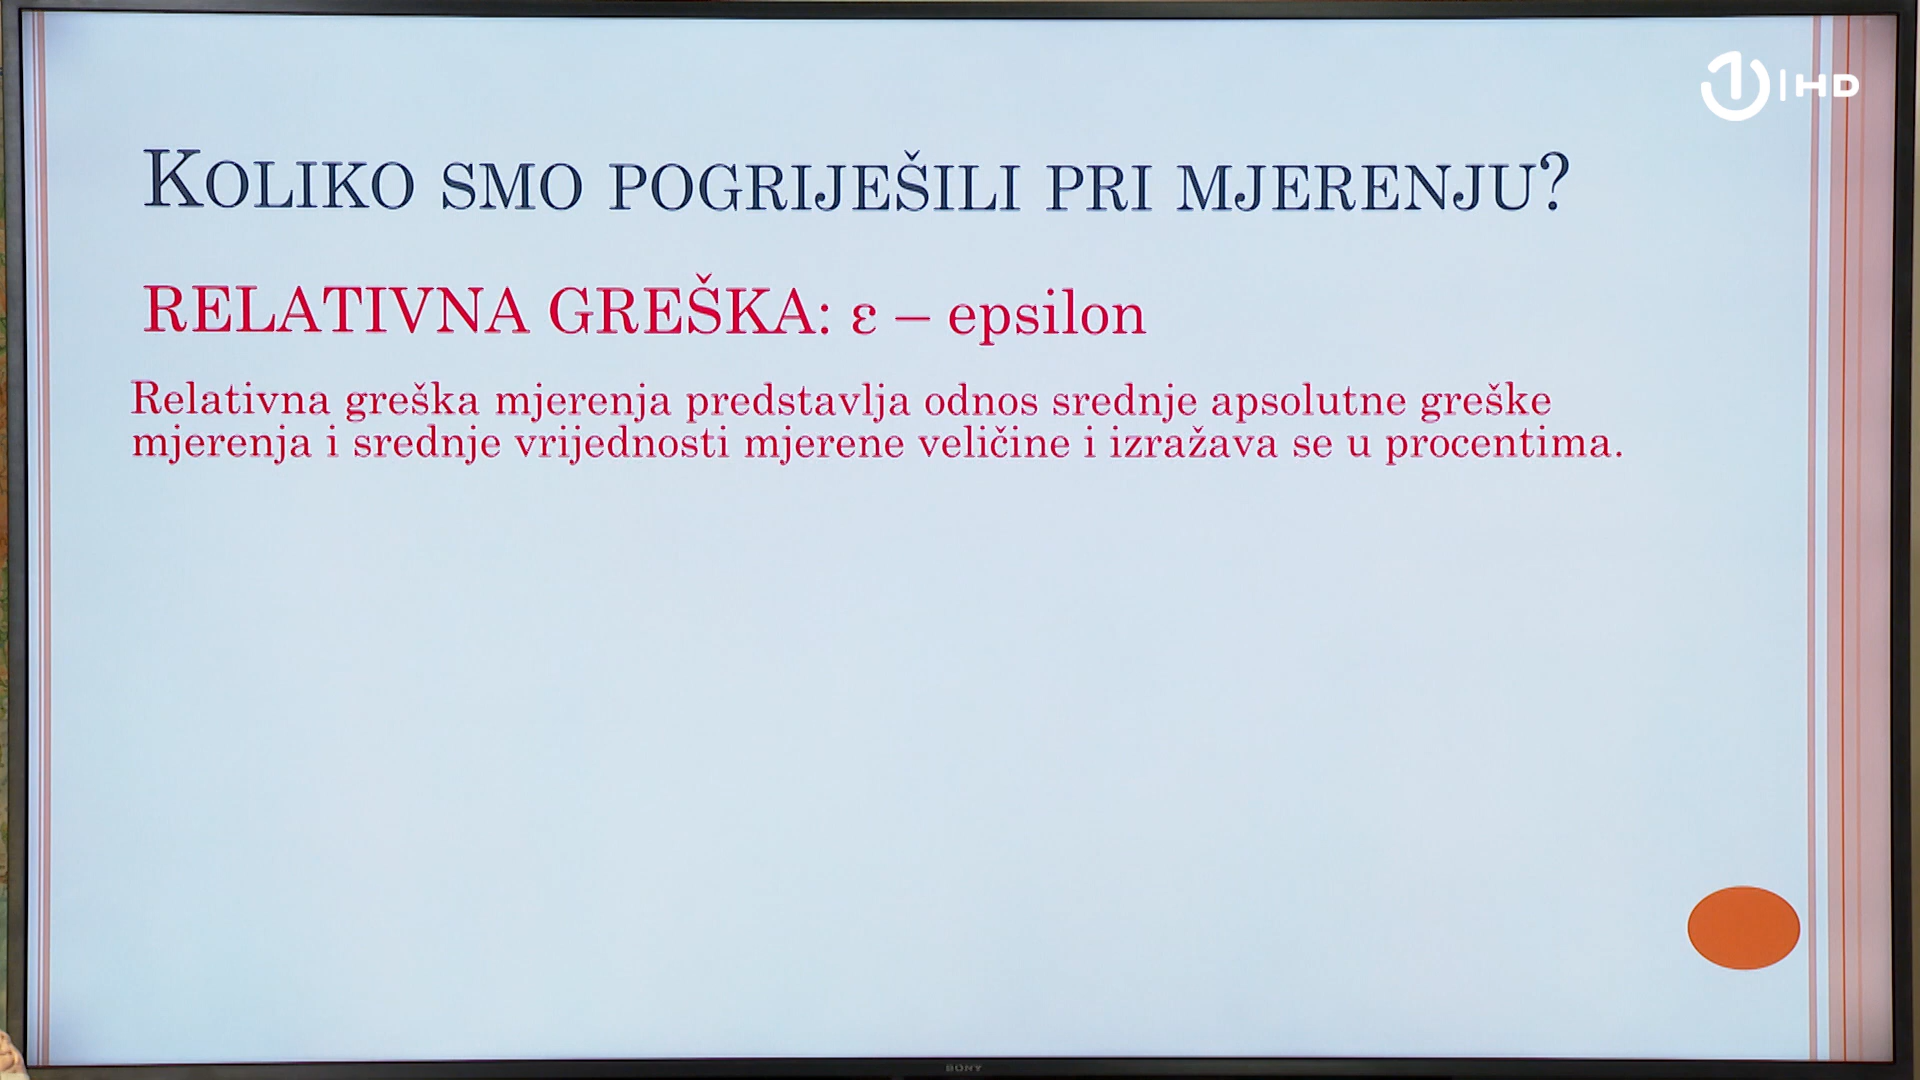 1 HD
Koliko smo pogriješili pri mjerenju?
RELATIVNA GREŠKA: ε – epsilon
Relativna greška mjerenja predstavlja odnos srednje apsolutne greške
mjerenja i srednje vrijednosti mjerene veličine i izražava se u procentima.
SONY